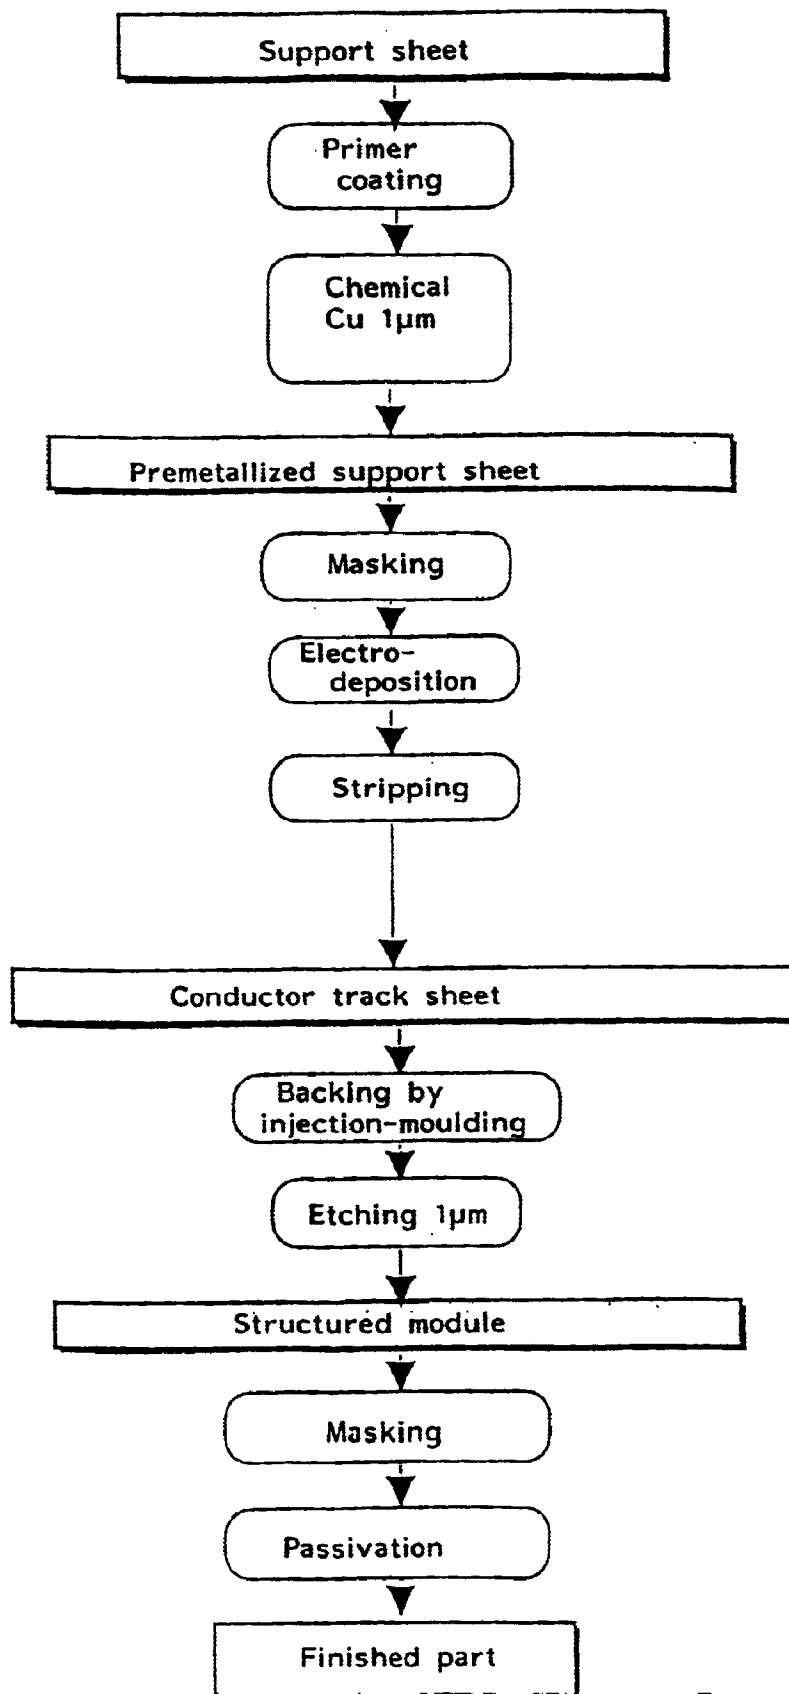 Support sheet
Primer
coating
Chemical
Cu 1µm
Premetallized support sheet
Masking
Electro-
deposition
Stripping
Conductor track sheet
Backing by
injection-moulding
Etching 1µm
Structured module
Masking
Passivation
Finished part